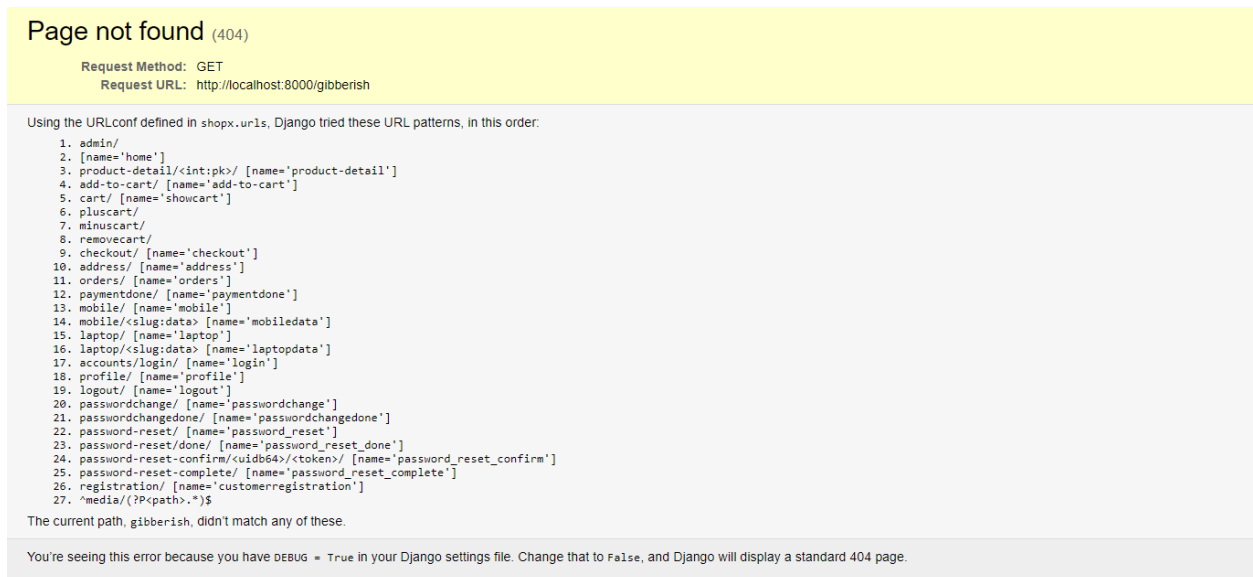 Page not found (404)
Request Method: GET
Request URL: http://localhost:8000/gibberish
Using the URLconf defined in shopx.urls, Django tried these URL patterns, in this order:
1. admin/
2. [name='home']
3. product-detail/<int:pk>/ [name='product-detail']
4. add-to-cart/ [name='add-to-cart']
5. cart/ [name='showcart']
6. pluscart/
7. minuscart/
8. removecart/
9. checkout/ [name='checkout']
10. address/ [name='address']
11. orders/ [name='orders']
12. paymentdone/ [name='paymentdone']
13. mobile/ [name='mobile']
14. mobile/<slug:data> [name='mobiledata']
15. laptop/ [name='laptop']
16. laptop/<slug:data> [name='laptopdata']
17. accounts/login/ [name='login']
18. profile/ [name='profile']
19. logout/ [name='logout']
20. passwordchange/ [name='passwordchange']
21. passwordchangedone/ [name='passwordchangedone']
22. password-reset/ [name='password_reset']
23. password-reset/done/ [name='password_reset_done']
24. password-reset-confirm/<uidb64>/<token>/ [name='password_reset_confirm']
25. password-reset-complete/ [name='password_reset_complete']
26. registration/ [name='customerregistration']
27. ^media/(?P<path>.*)$
The current path, gibberish, didn’t match any of these.
You’re seeing this error because you have DEBUG = True in your Django settings file. Change that to False, and Django will display a standard 404 page.